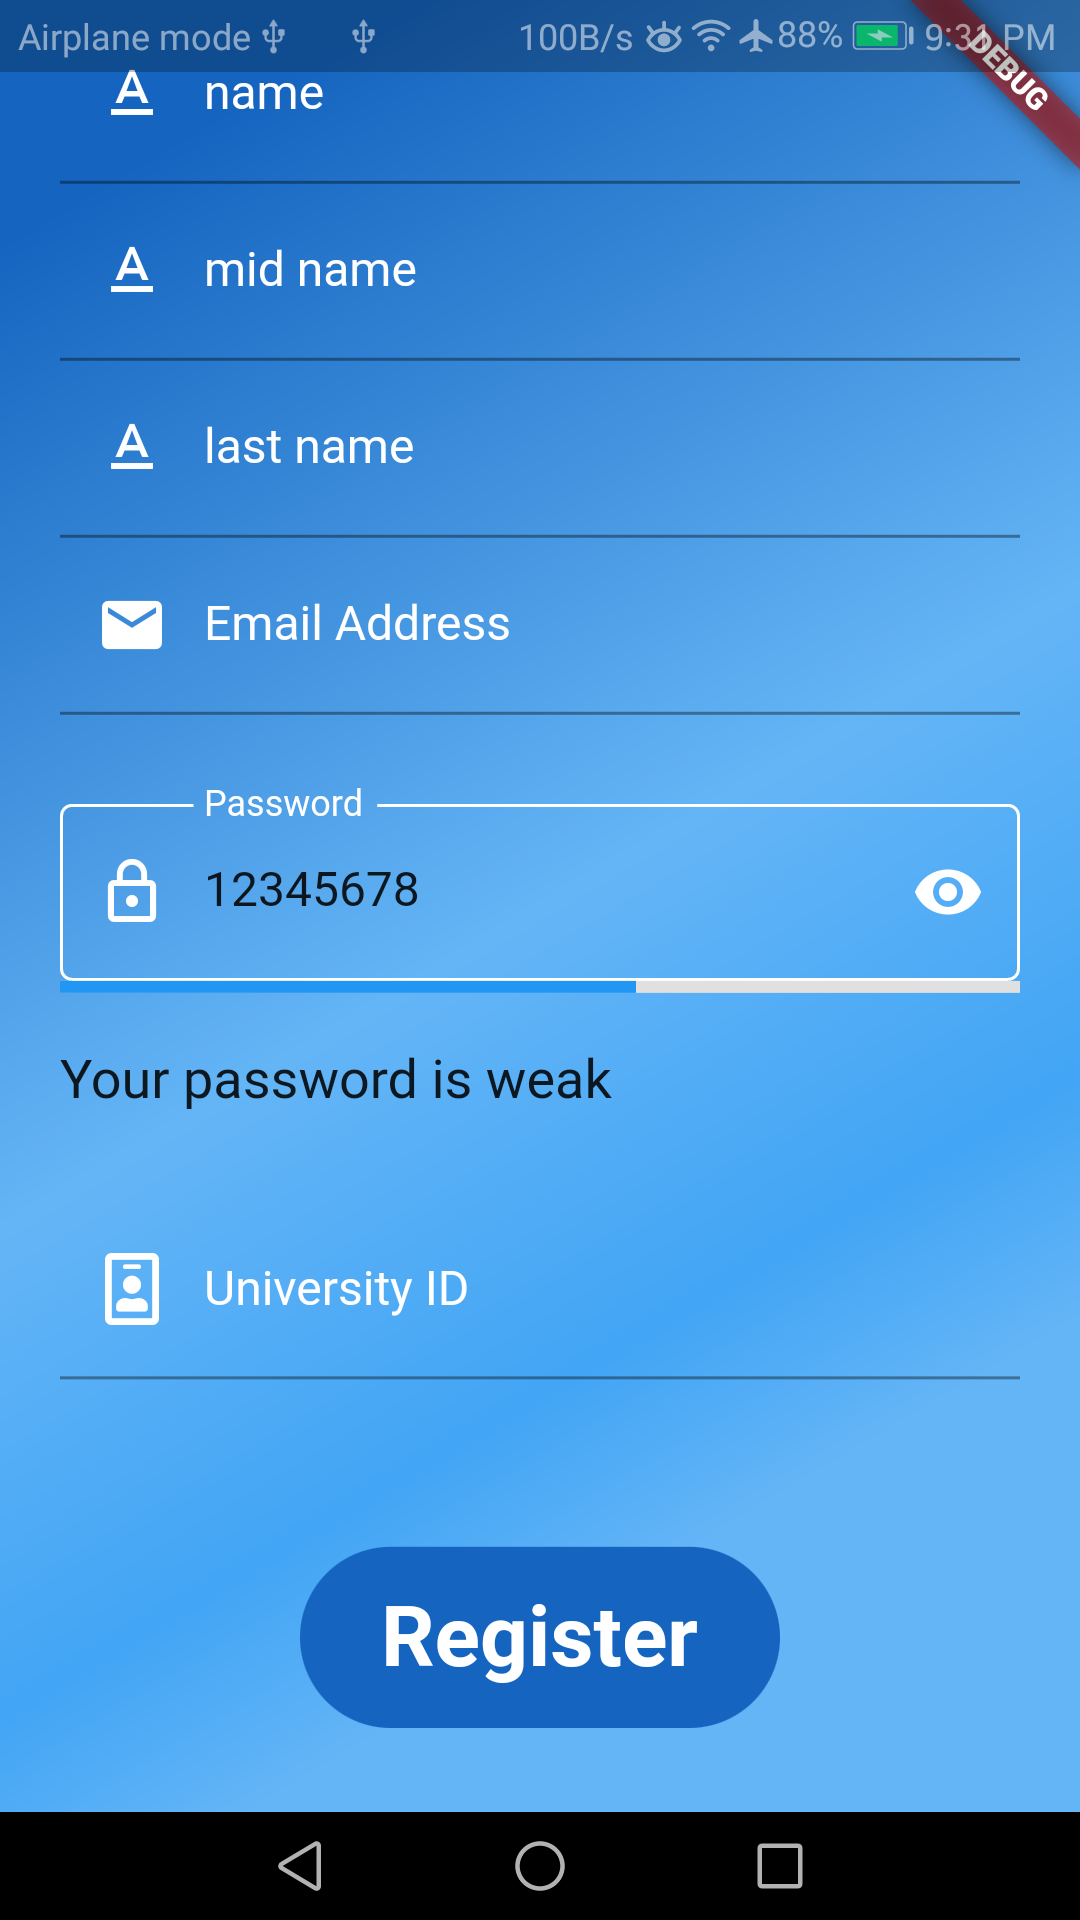 Airplane mode 100B/s 88% 9:31 PM
DEBUG
A name
A mid name
A last name
Email Address
Password
12345678
Your password is weak
University ID
Register